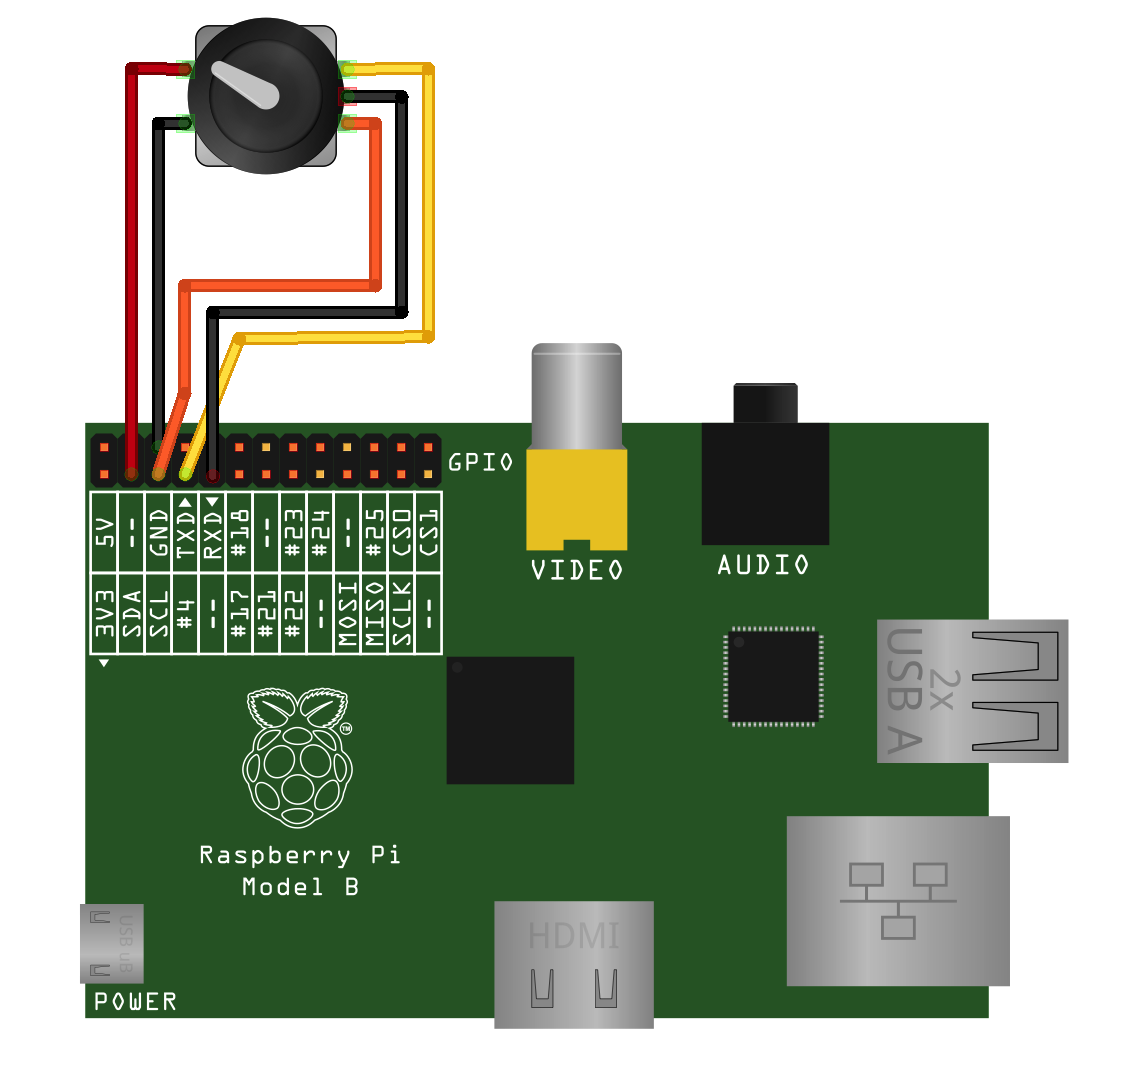 GPIO
5V -- GND TXD RXD #18 -- #23 #24 -- #25 CS0 CS1
3V3 SDA SCL #4 -- #17 #21 #22 -- MOSI MISO SCLK --
VIDEO
AUDIO
2x
USB A
TM
Raspberry Pi
Model B
USB uB
POWER
HDMI